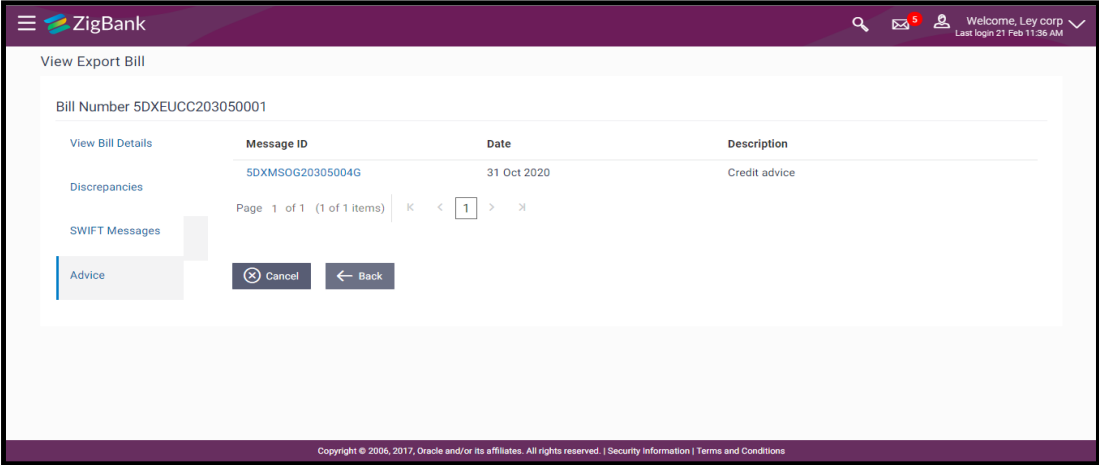 ZigBank
5
Welcome, Ley corp
Last login 21 Feb 11:36 AM
View Export Bill
Bill Number 5DXEUCC203050001
View Bill Details
Discrepancies
SWIFT Messages
Advice
Message ID Date Description
5DXMSOG20305004G 31 Oct 2020 Credit advice
Page 1 of 1 (1 of 1 items) 1
Cancel Back
Copyright © 2006, 2017, Oracle and/or its affiliates. All rights reserved. | Security Information | Terms and Conditions